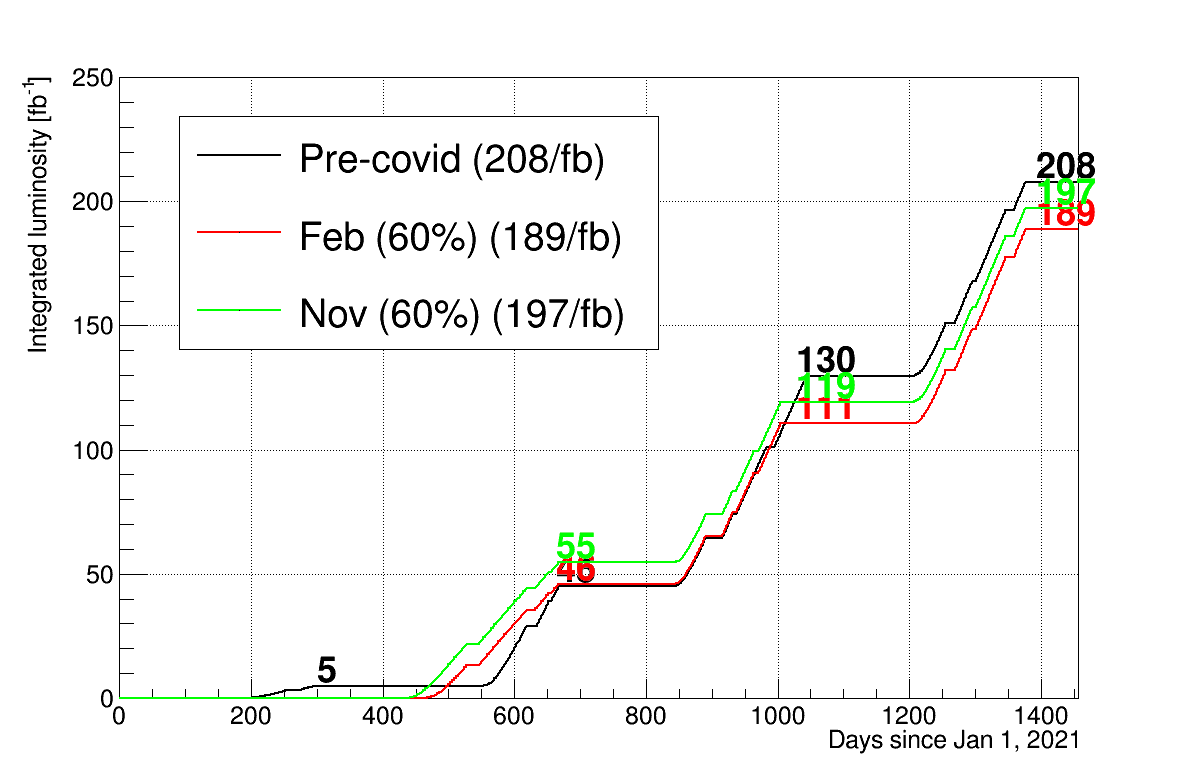 Integrated luminosity [fb⁻¹]
250
200
150
100
50
0
Pre-covid (208/fb)
Feb (60%) (189/fb)
Nov (60%) (197/fb)
208
197
189
130
119
111
55
46
5
0 200 400 600 800 1000 1200 1400
Days since Jan 1, 2021